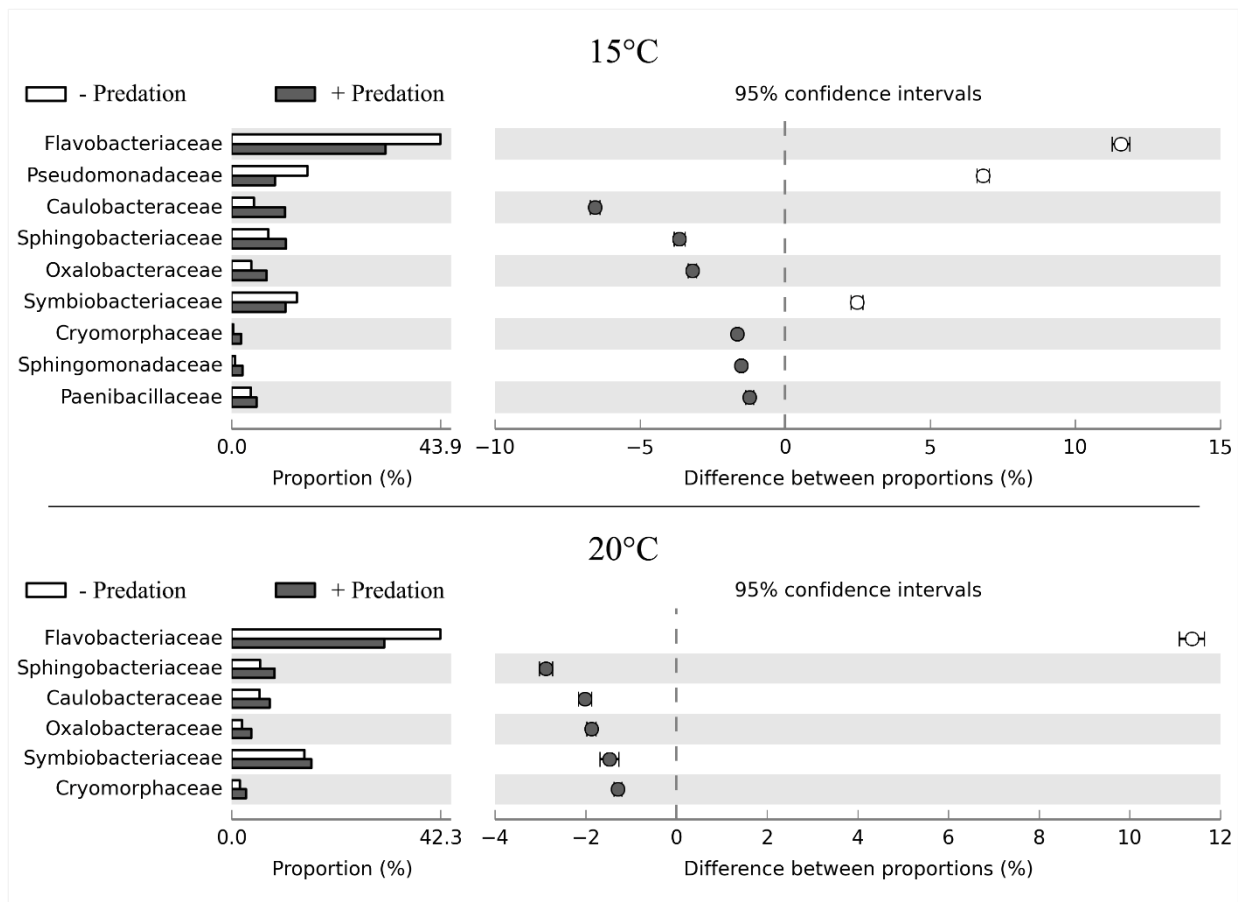 15°C
- Predation + Predation 95% confidence intervals
Flavobacteriaceae
Pseudomonadaceae
Caulobacteraceae
Sphingobacteriaceae
Oxalobacteraceae
Symbiobacteriaceae
Cryomorphaceae
Sphingomonadaceae
Paenibacillaceae
0.0 43.9 −10 −5 0 5 10 15
Proportion (%) Difference between proportions (%)
20°C
- Predation + Predation 95% confidence intervals
Flavobacteriaceae
Sphingobacteriaceae
Caulobacteraceae
Oxalobacteraceae
Symbiobacteriaceae
Cryomorphaceae
0.0 42.3 −4 −2 0 2 4 6 8 10 12
Proportion (%) Difference between proportions (%)